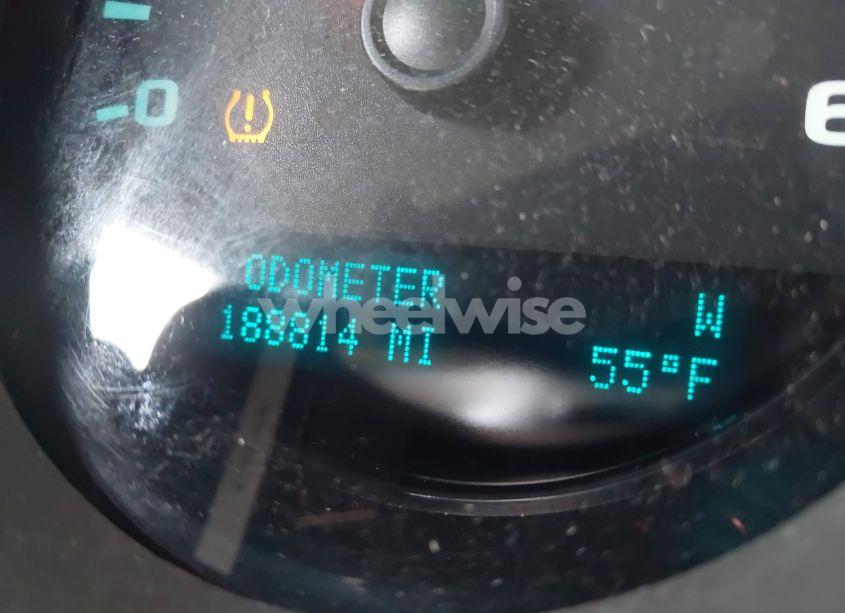 -0
6
ODOMETER
wheelwise
188814 MI
W
55°F